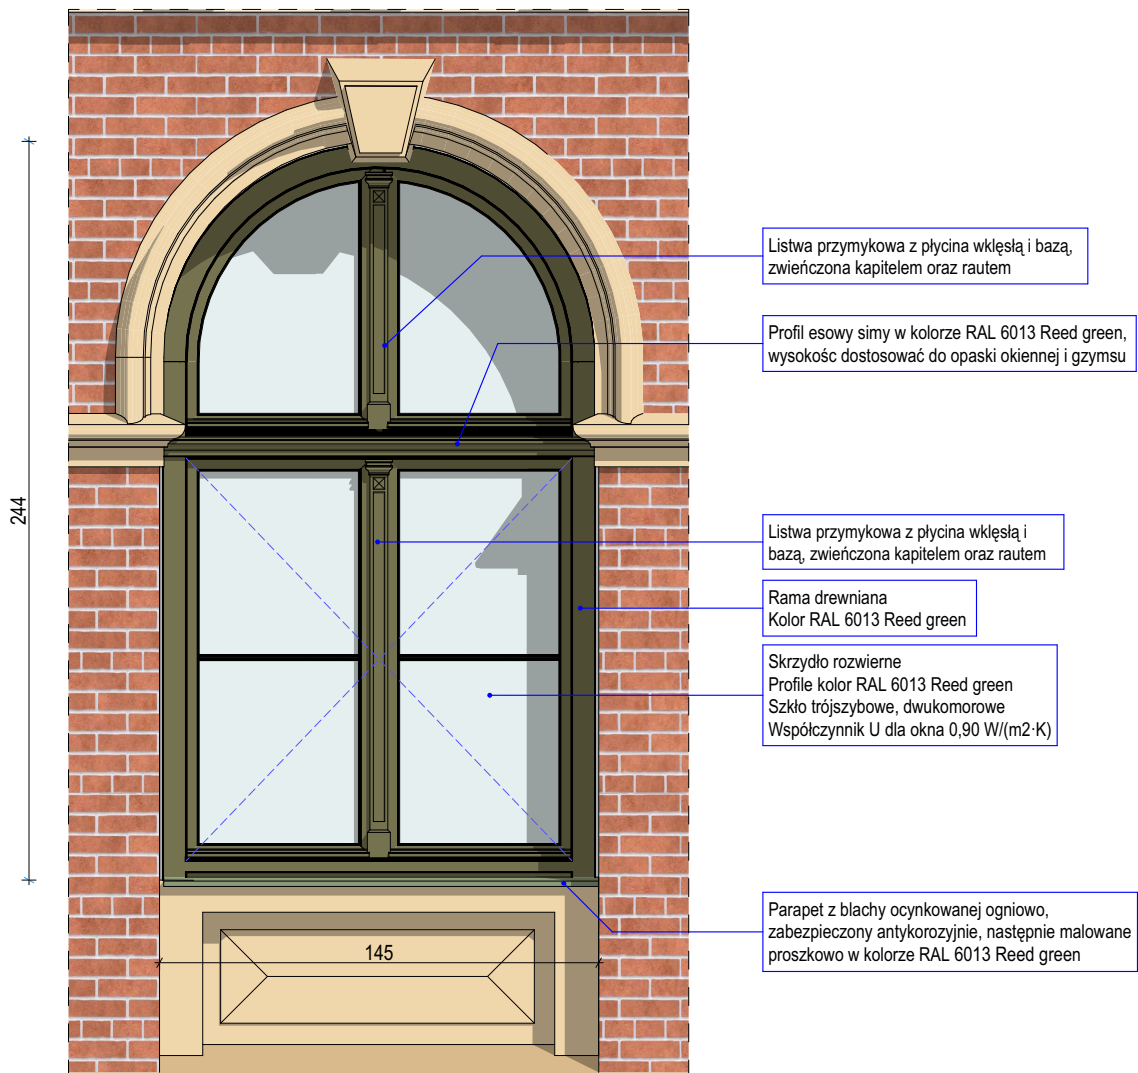 Listwa przymykowa z płycina wklęsłą i bazą,
zwieńczona kapitelem oraz rautem
Profil esowy simy w kolorze RAL 6013 Reed green,
wysokośc dostosować do opaski okiennej i gzymsu
244
Listwa przymykowa z płycina wklęsłą i
bazą, zwieńczona kapitelem oraz rautem
Rama drewniana
Kolor RAL 6013 Reed green
Skrzydło rozwierne
Profile kolor RAL 6013 Reed green
Szkło trójszybowe, dwukomorowe
Współczynnik U dla okna 0,90 W/(m2·K)
Parapet z blachy ocynkowanej ogniowo,
zabezpieczony antykorozyjnie, następnie malowane
proszkowo w kolorze RAL 6013 Reed green
145